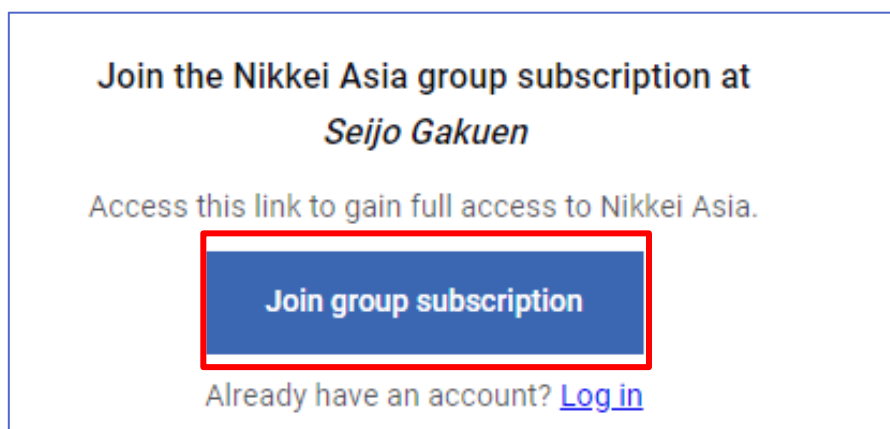 Join the Nikkei Asia group subscription at
Seijo Gakuen
Access this link to gain full access to Nikkei Asia.
Join group subscription
Already have an account? Log in